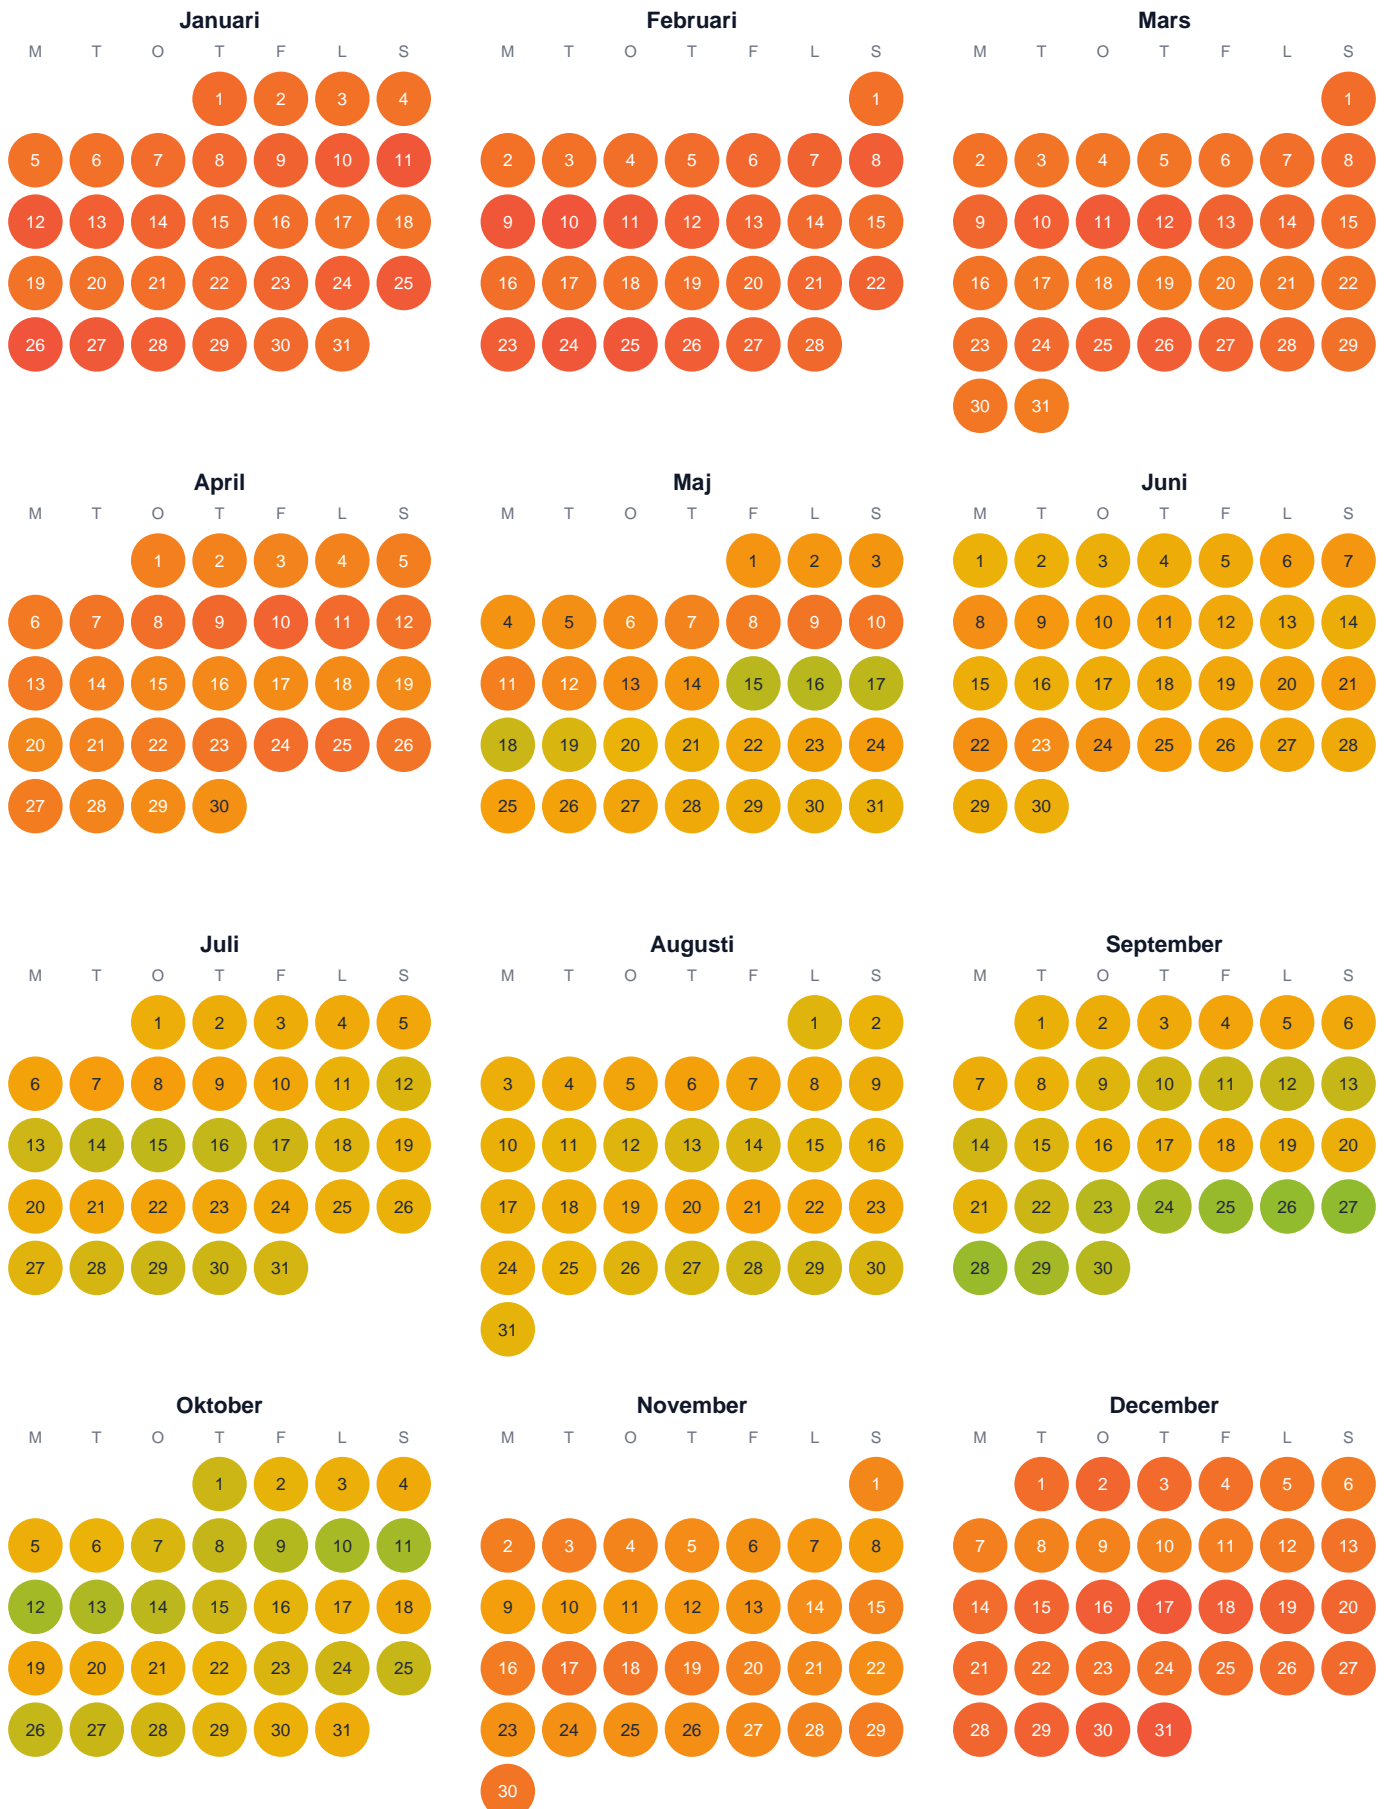 Januari Februari Mars
M T O T F L S M T O T F L S M T O T F L S
1 2 3 4 1 1
5 6 7 8 9 10 11 2 3 4 5 6 7 8 2 3 4 5 6 7 8
12 13 14 15 16 17 18 9 10 11 12 13 14 15 9 10 11 12 13 14 15
19 20 21 22 23 24 25 16 17 18 19 20 21 22 16 17 18 19 20 21 22
26 27 28 29 30 31 23 24 25 26 27 28 23 24 25 26 27 28 29
30 31
April Maj Juni
M T O T F L S M T O T F L S M T O T F L S
1 2 3 4 5 1 2 3 1 2 3 4 5 6 7
6 7 8 9 10 11 12 4 5 6 7 8 9 10 8 9 10 11 12 13 14
13 14 15 16 17 18 19 11 12 13 14 15 16 17 15 16 17 18 19 20 21
20 21 22 23 24 25 26 18 19 20 21 22 23 24 22 23 24 25 26 27 28
27 28 29 30 25 26 27 28 29 30 31 29 30
Juli Augusti September
M T O T F L S M T O T F L S M T O T F L S
1 2 3 4 5 1 2 1 2 3 4 5 6
6 7 8 9 10 11 12 3 4 5 6 7 8 9 7 8 9 10 11 12 13
13 14 15 16 17 18 19 10 11 12 13 14 15 16 14 15 16 17 18 19 20
20 21 22 23 24 25 26 17 18 19 20 21 22 23 21 22 23 24 25 26 27
27 28 29 30 31 24 25 26 27 28 29 30 28 29 30
31
Oktober November December
M T O T F L S M T O T F L S M T O T F L S
1 2 3 4 1 1 2 3 4 5 6
5 6 7 8 9 10 11 2 3 4 5 6 7 8 7 8 9 10 11 12 13
12 13 14 15 16 17 18 9 10 11 12 13 14 15 14 15 16 17 18 19 20
19 20 21 22 23 24 25 16 17 18 19 20 21 22 21 22 23 24 25 26 27
26 27 28 29 30 31 23 24 25 26 27 28 29 28 29 30 31
30